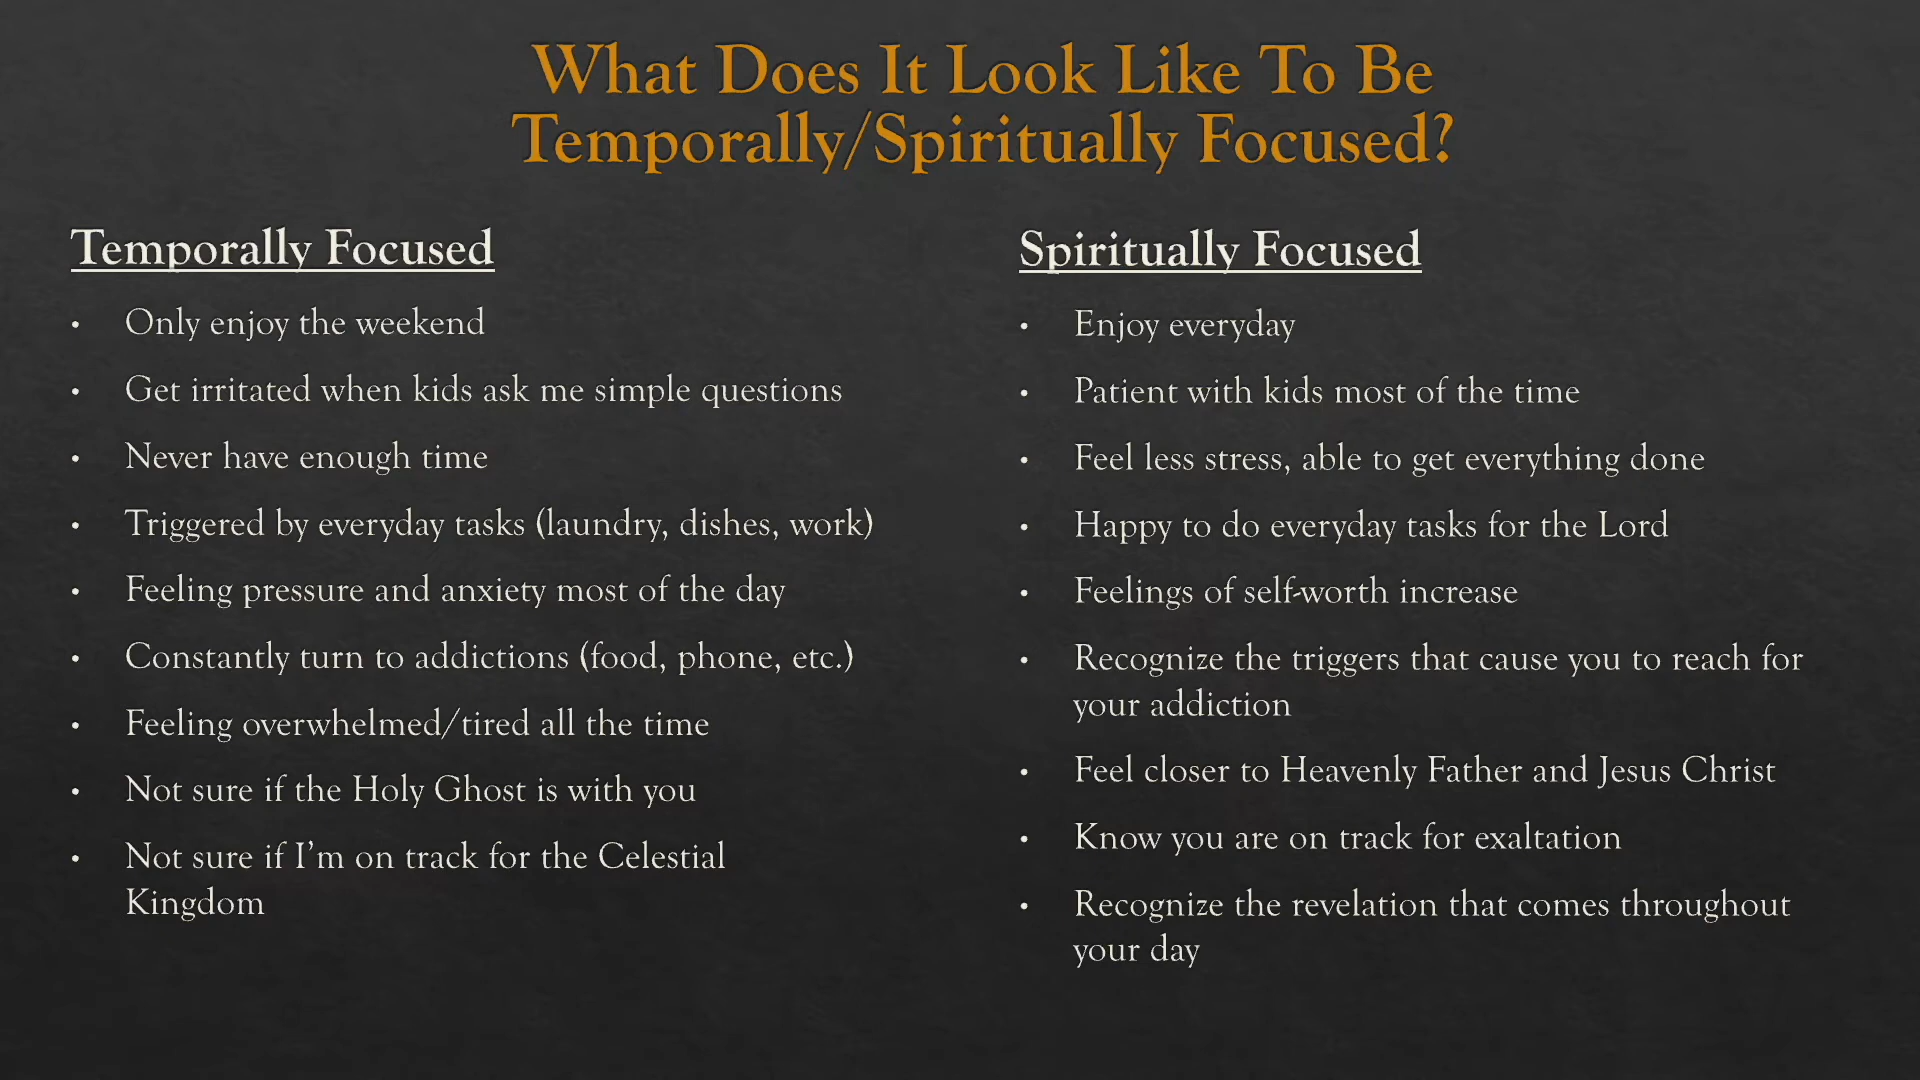 What Does It Look Like To Be
Temporally/Spiritually Focused?
Temporally Focused
• Only enjoy the weekend
• Get irritated when kids ask me simple questions
• Never have enough time
• Triggered by everyday tasks (laundry, dishes, work)
• Feeling pressure and anxiety most of the day
• Constantly turn to addictions (food, phone, etc.)
• Feeling overwhelmed/tired all the time
• Not sure if the Holy Ghost is with you
• Not sure if I'm on track for the Celestial
Kingdom
Spiritually Focused
• Enjoy everyday
• Patient with kids most of the time
• Feel less stress, able to get everything done
• Happy to do everyday tasks for the Lord
• Feelings of self-worth increase
• Recognize the triggers that cause you to reach for
your addiction
• Feel closer to Heavenly Father and Jesus Christ
• Know you are on track for exaltation
• Recognize the revelation that comes throughout
your day